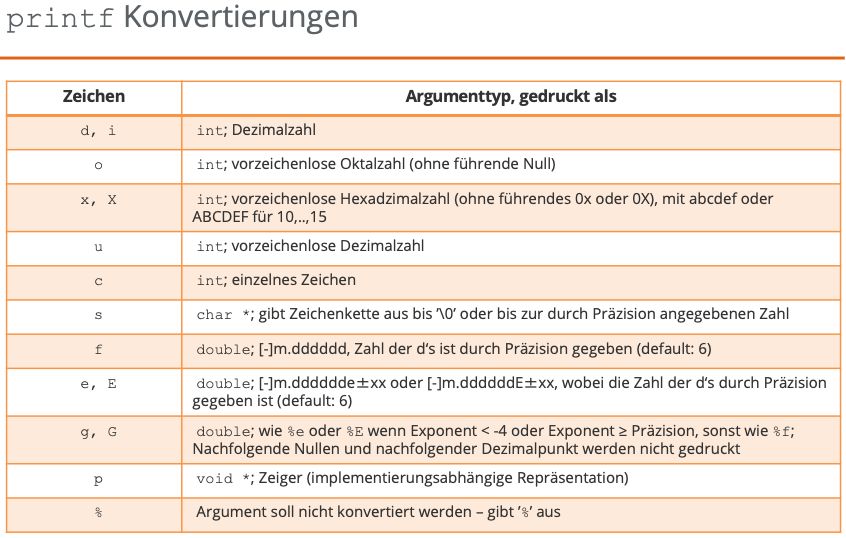 printf Konvertierungen
Zeichen Argumenttyp, gedruckt als
d, i int; Dezimalzahl
o int; vorzeichenlose Oktalzahl (ohne führende Null)
x, X int; vorzeichenlose Hexadzimalzahl (ohne führendes 0x oder 0X), mit abcdef oder
ABCDEF für 10,..,15
u int; vorzeichenlose Dezimalzahl
c int; einzelnes Zeichen
s char *; gibt Zeichenkette aus bis ’\0’ oder bis zur durch Präzision angegebenen Zahl
f double; [-]m.dddddd, Zahl der d‘s ist durch Präzision gegeben (default: 6)
e, E double; [-]m.dddddde±xx oder [-]m.ddddddE±xx, wobei die Zahl der d‘s durch Präzision
gegeben ist (default: 6)
g, G double; wie %e oder %E wenn Exponent < -4 oder Exponent ≥ Präzision, sonst wie %f;
Nachfolgende Nullen und nachfolgender Dezimalpunkt werden nicht gedruckt
p void *; Zeiger (implementierungsabhängige Repräsentation)
% Argument soll nicht konvertiert werden – gibt ’%’ aus